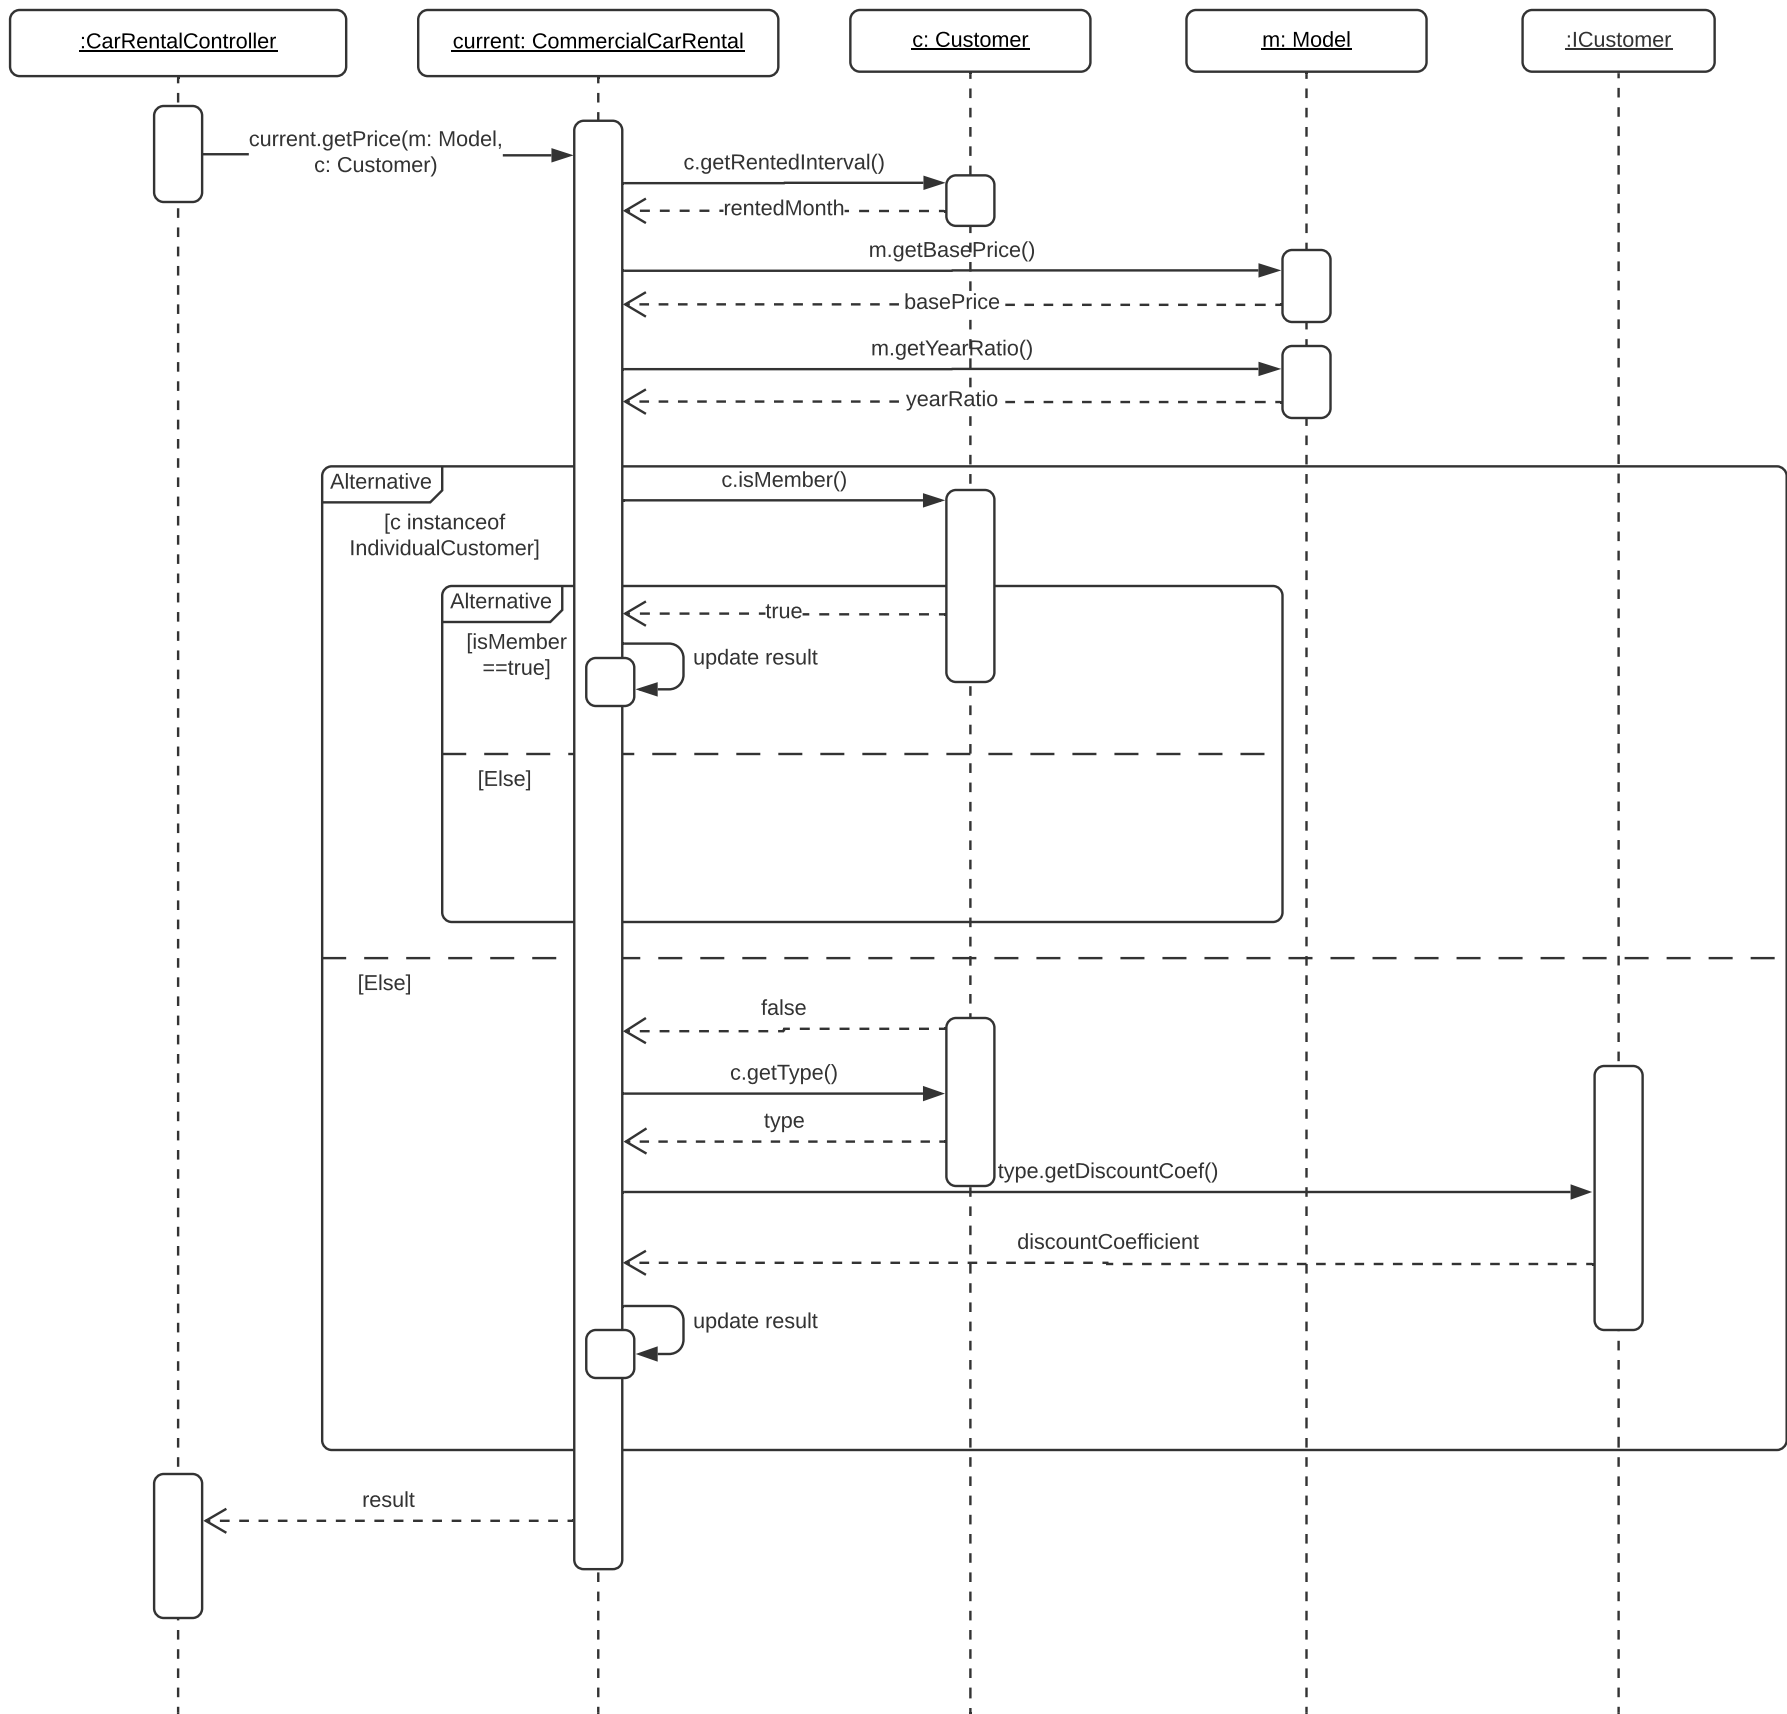 :CarRentalController
current: CommercialCarRental
c: Customer
m: Model
:ICustomer
current.getPrice(m: Model,
c: Customer)
c.getRentedInterval()
rentedMonth
m.getBasePrice()
basePrice
m.getYearRatio()
yearRatio
Alternative
c.isMember()
[c instanceof
IndividualCustomer]
Alternative
true
[isMember
==true]
update result
[Else]
[Else]
false
c.getType()
type
type.getDiscountCoef()
discountCoefficient
update result
result